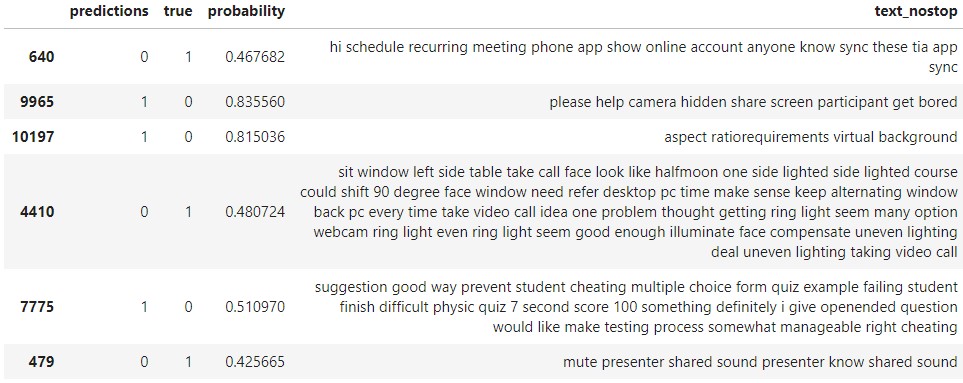 predictions true probability text_nostop
640 0 1 0.467682 hi schedule recurring meeting phone app show online account anyone know sync these tia app
sync
9965 1 0 0.835560 please help camera hidden share screen participant get bored
10197 1 0 0.815036 aspect ratiorequirements virtual background
sit window left side table take call face look like halfmoon one side lighted side lighted course
could shift 90 degree face window need refer desktop pc time make sense keep alternating window
4410 0 1 0.480724 back pc every time take video call idea one problem thought getting ring light seem many option
webcam ring light even ring light seem good enough illuminate face compensate uneven lighting
deal uneven lighting taking video call
suggestion good way prevent student cheating multiple choice form quiz example failing student
7775 1 0 0.510970 finish difficult physic quiz 7 second score 100 something definitely i give openended question
would like make testing process somewhat manageable right cheating
479 0 1 0.425665 mute presenter shared sound presenter know shared sound